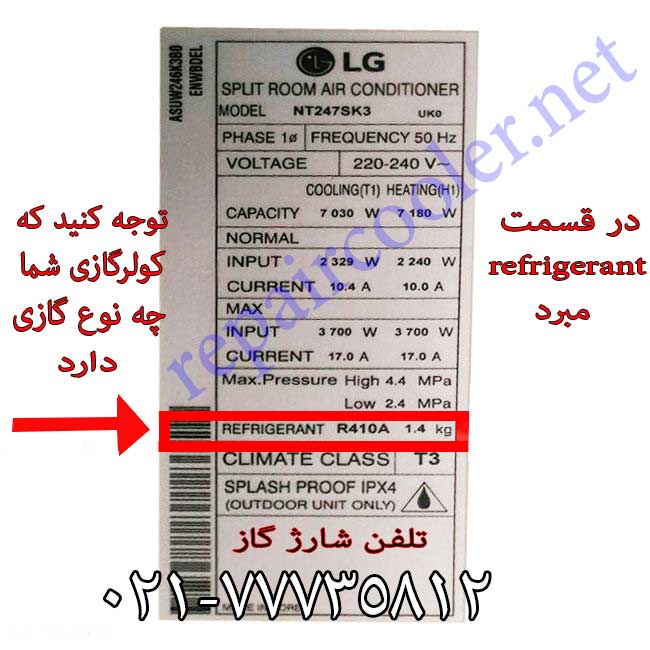 LG
SPLIT ROOM AIR CONDITIONER
MODEL NT247SK3 UK0
PHASE 1ø FREQUENCY 50 Hz
VOLTAGE 220-240 V~
COOLING(T1) HEATING(H1)
CAPACITY 7 030 W 7 180 W
NORMAL
INPUT 2 329 W 2 240 W
CURRENT 10.4 A 10.0 A
MAX
INPUT 3 700 W 3 700 W
CURRENT 17.0 A 17.0 A
Max.Pressure High 4.4 MPa
Low 2.4 MPa
REFRIGERANT R410A 1.4 kg
CLIMATE CLASS T3
SPLASH PROOF IPX4
(OUTDOOR UNIT ONLY)
MADE IN KOREA
ASUW246K3B0
ENWBDEL
در قسمت
refrigerant
مبرد
توجه کنید که
کولرگازی شما
چه نوع گازی
دارد
تلفن شارژ گاز
۰۲۱-۷۷۷۳۵۸۱۲
repaircooler.net